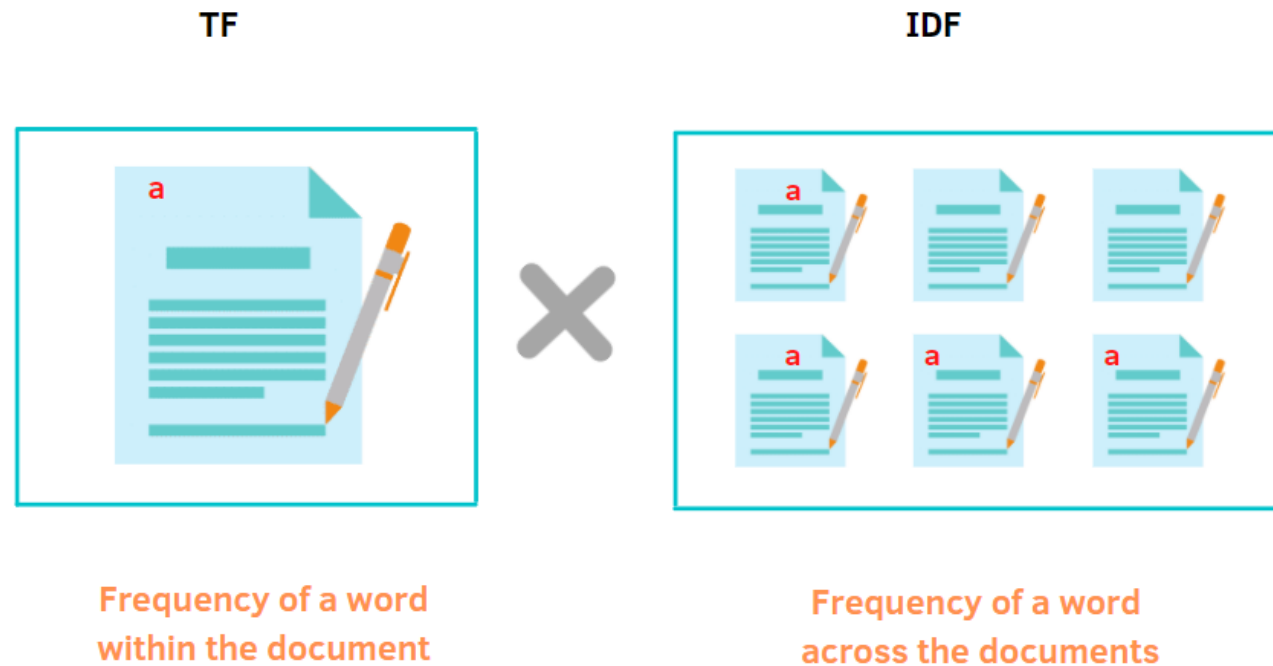 TF
IDF
a
a
a
a
a
Frequency of a word
within the document
Frequency of a word
across the documents